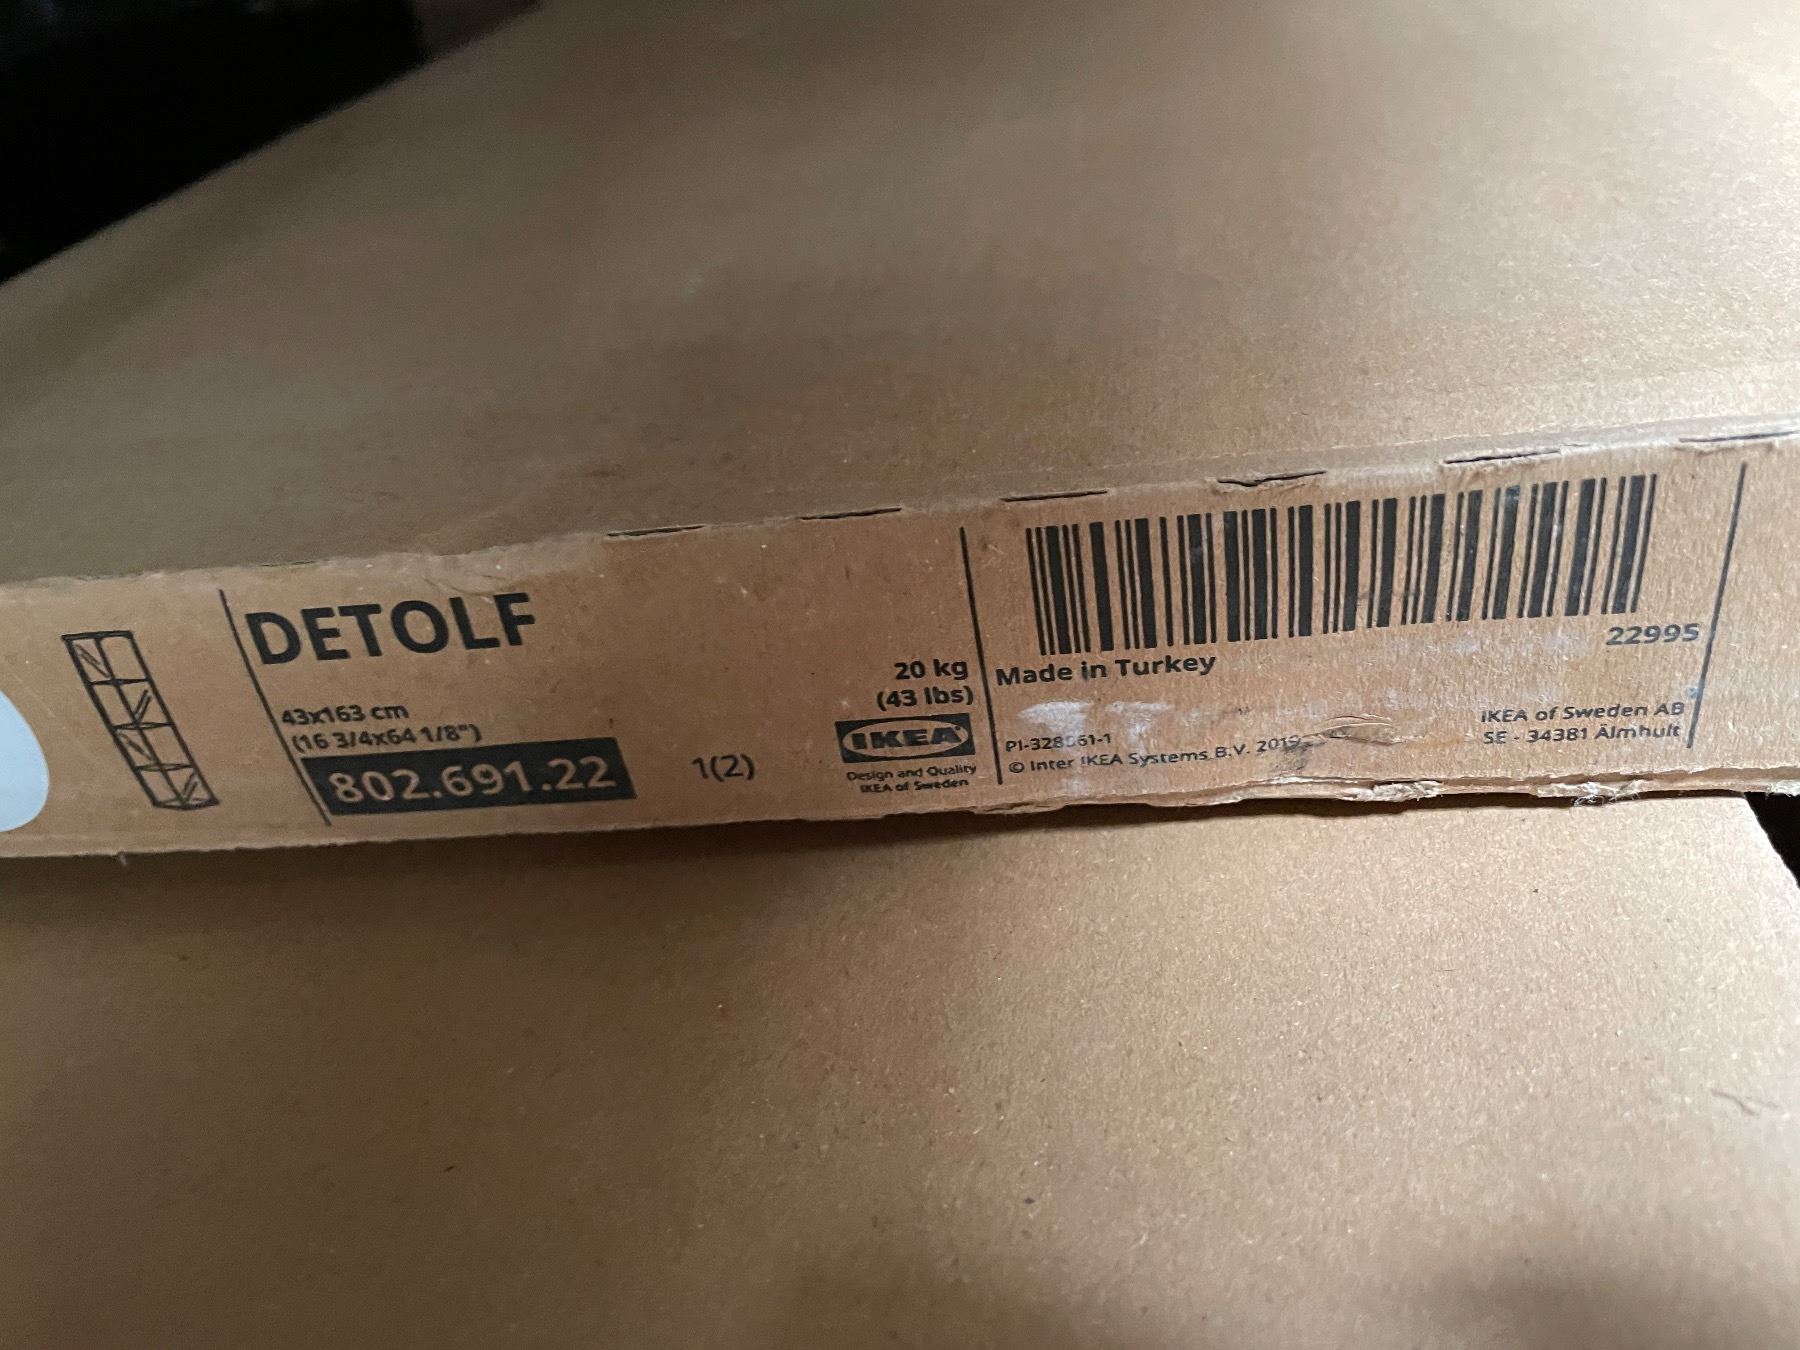 DETOLF
43x163 cm
(16 3/4x64 1/8")
802.691.22
1(2)
20 kg
(43 lbs)
IKEA
Design and Quality
IKEA of Sweden
22995
Made in Turkey
© Inter IKEA Systems B.V. 2019
IKEA of Sweden AB
SE - 34381 Älmhult